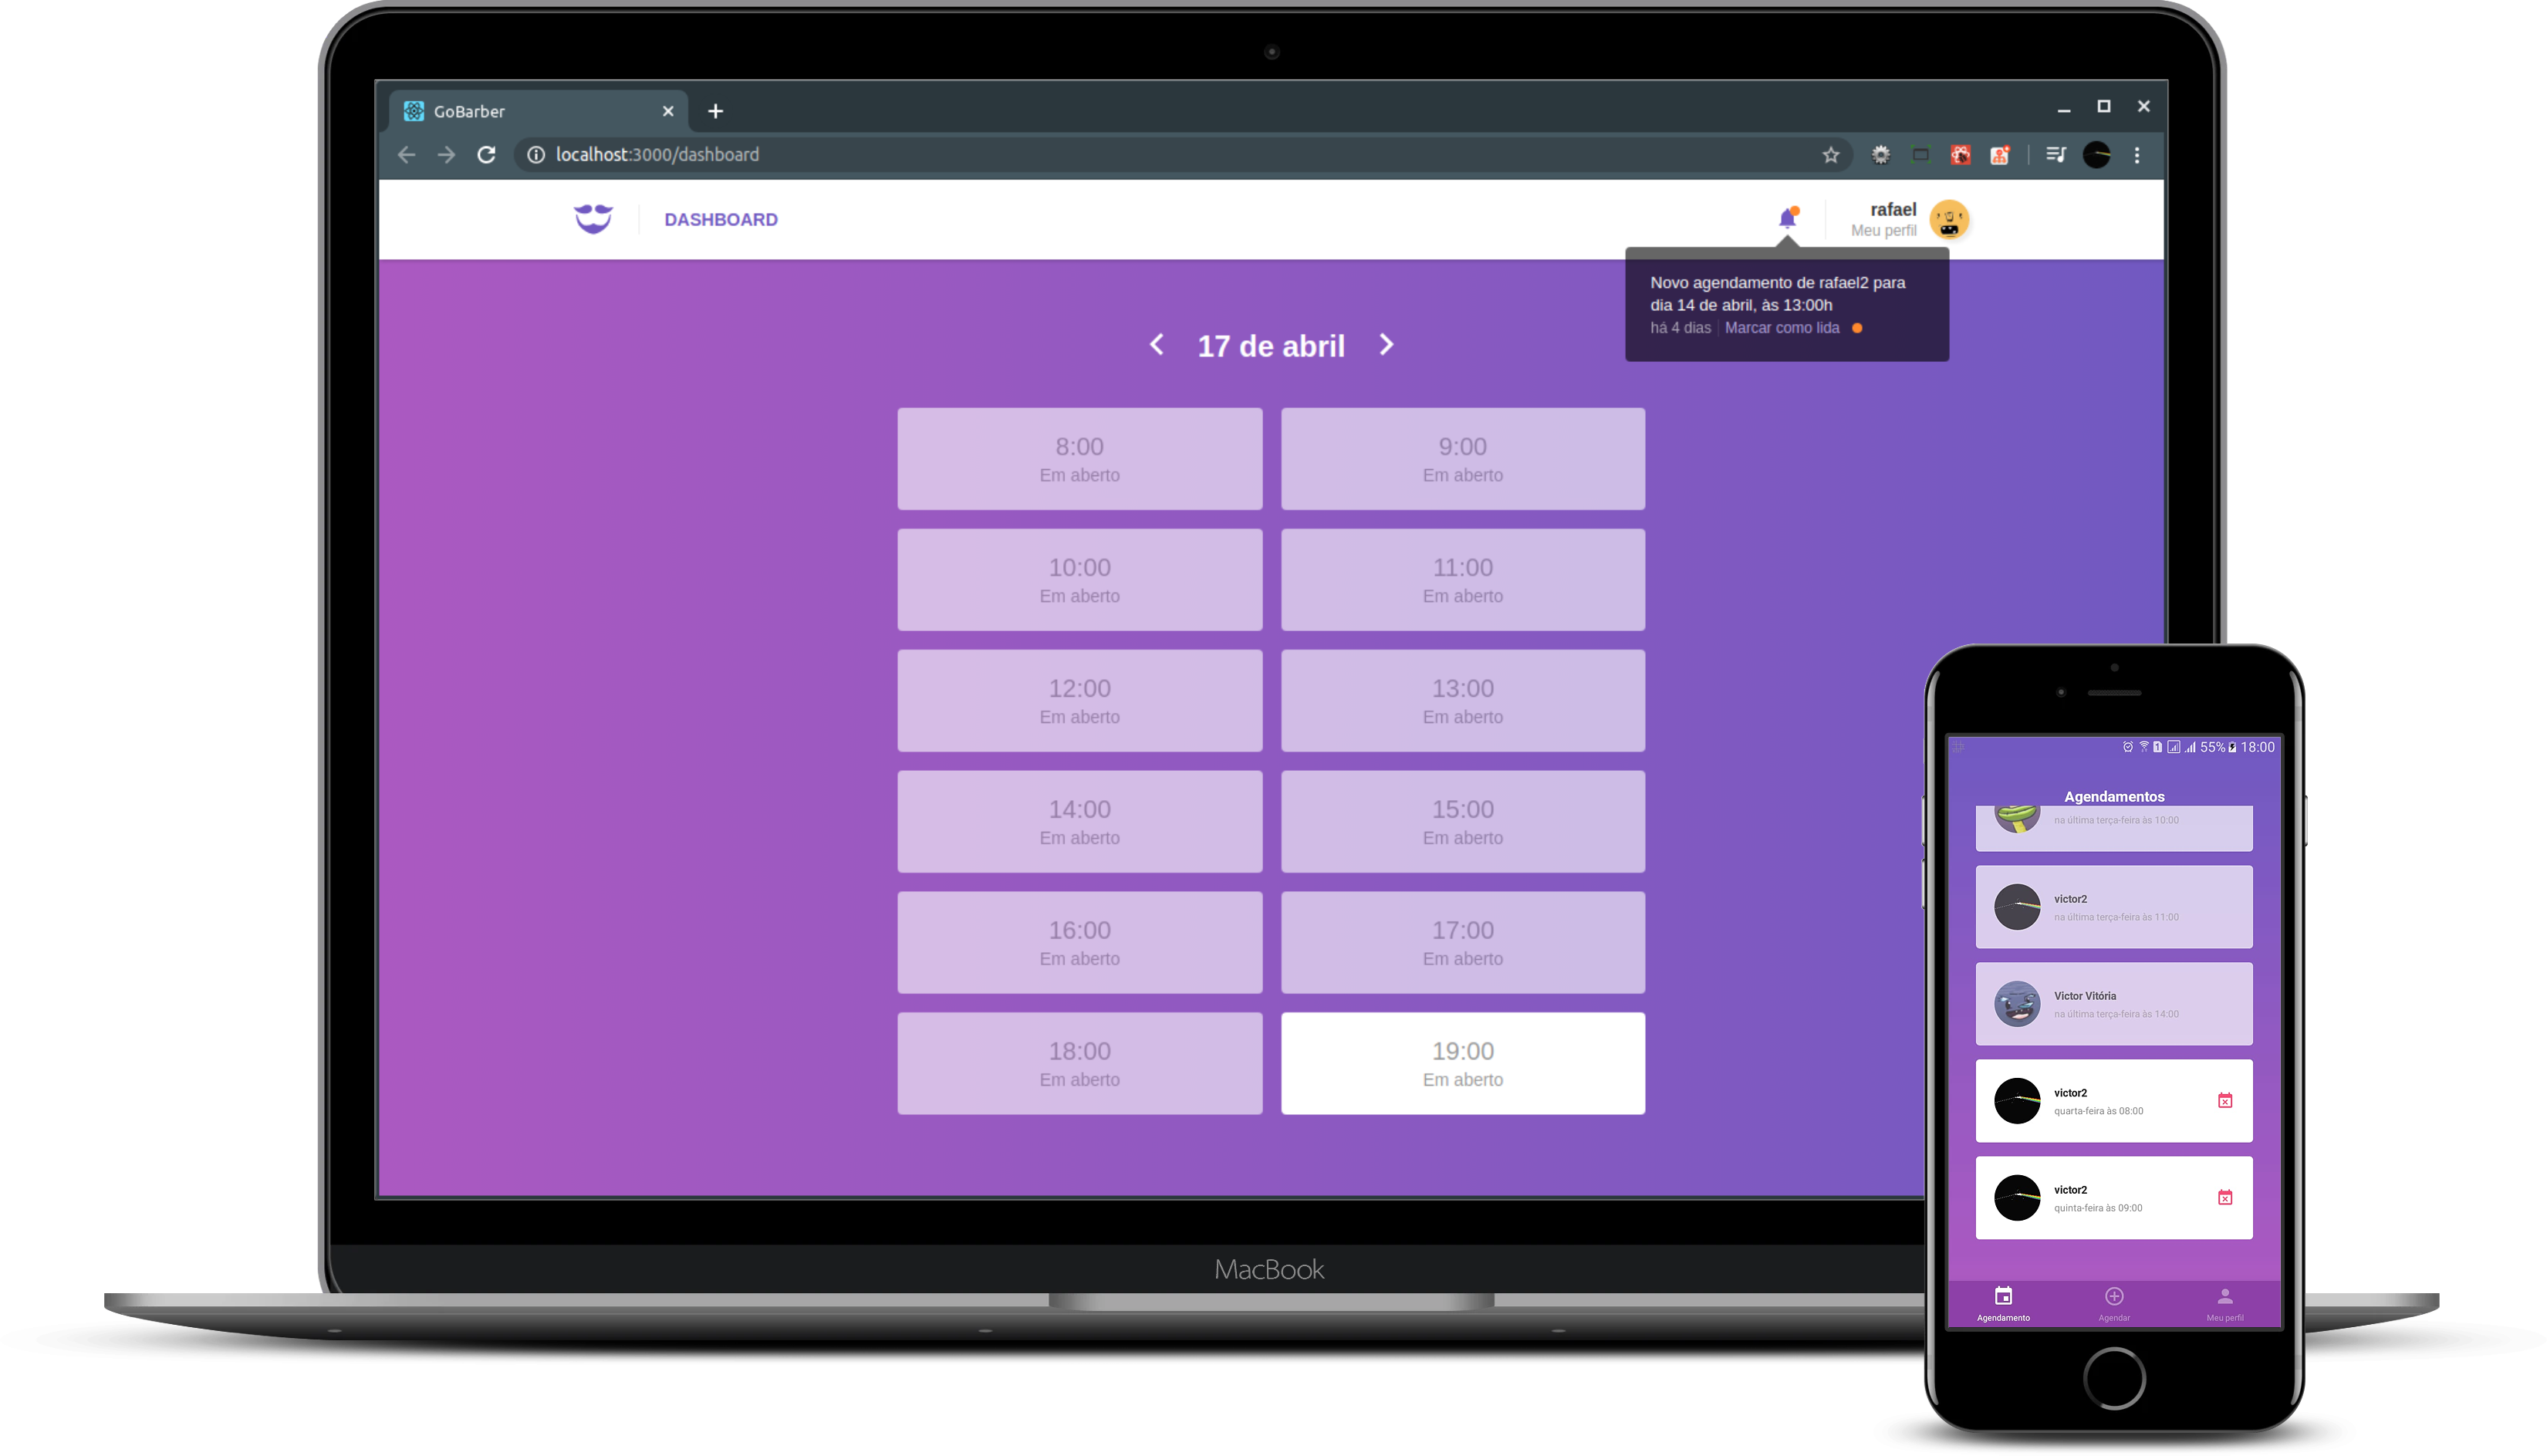 GoBarber
localhost:3000/dashboard
DASHBOARD
rafael
Meu perfil
Novo agendamento de rafael2 para
dia 14 de abril, às 13:00h
há 4 dias Marcar como lida
17 de abril
8:00
Em aberto
9:00
Em aberto
10:00
Em aberto
11:00
Em aberto
12:00
Em aberto
13:00
Em aberto
14:00
Em aberto
15:00
Em aberto
16:00
Em aberto
17:00
Em aberto
18:00
Em aberto
19:00
Em aberto
MacBook
55% 18:00
Agendamentos
na última terça-feira às 10:00
victor2
na última terça-feira às 11:00
Victor Vitória
na última terça-feira às 14:00
victor2
quarta-feira às 08:00
victor2
quinta-feira às 09:00
Agendamento
Agendar
Meu perfil